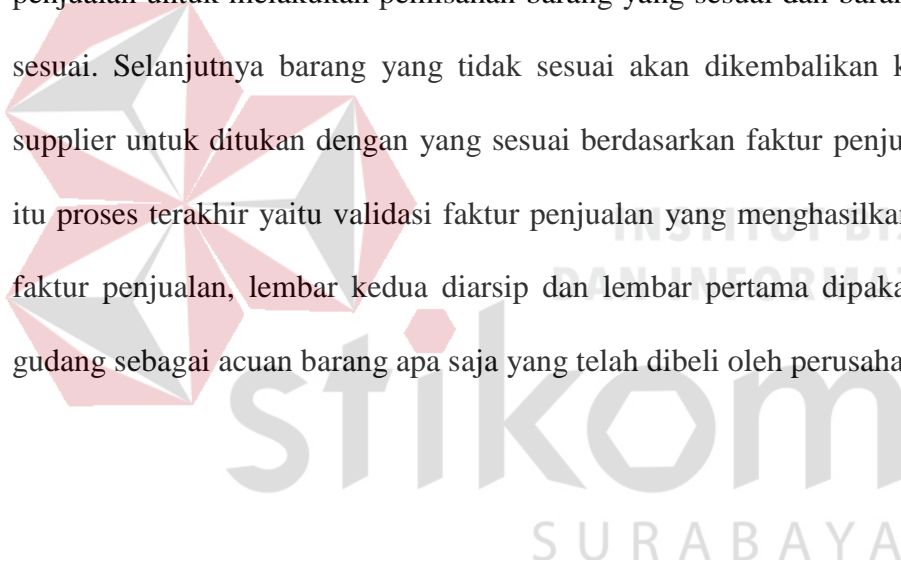 penjualan untuk melakukan pemisahan barang yang sesuai dan baran
sesuai. Selanjutnya barang yang tidak sesuai akan dikembalikan k
supplier untuk ditukan dengan yang sesuai berdasarkan faktur penju
itu proses terakhir yaitu validasi faktur penjualan yang menghasilkan
INSTITUT BI
faktur penjualan, lembar kedua diarsip dan lembar pertama dipaka
DAN INFORMAT
gudang sebagai acuan barang apa saja yang telah dibeli oleh perusaha
stikom
SURABAYA